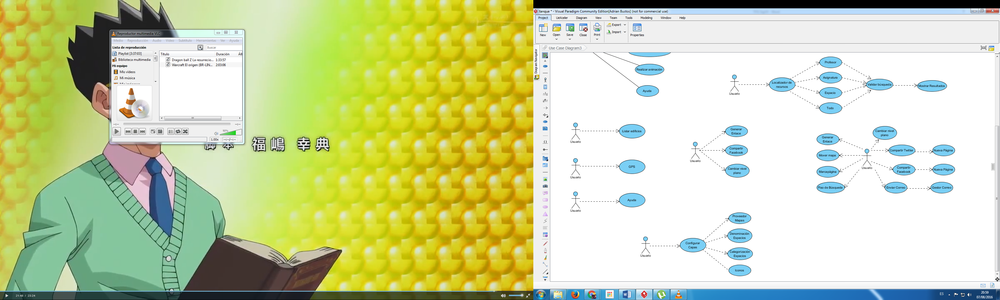 Reproductor multimedia VLC
Medio Reproducción Audio Vídeo Subtítulo Herramientas Ver Ayuda
Lista de reproducción
Buscar
Playlist [3:37:03]
Biblioteca multimedia
Mi equipo
Mis vídeos
Mi música
Título Duración
Dragon ball Z La resurreccio... 1:33:57
Warcraft El origen (BR-LIN... 2:03:06
--:-- --:--
90%
1.00x --:--/--:--
脚本 福嶋 幸典
21:48 / 23:24
tanque * - Visual Paradigm Community Edition[Adrian Bustos] (not for commercial use)
Project UeXceler Diagram View Team Tools Modeling Window Help
New Open Save Close Print Export Import Properties
Diagram Navigator
Use Case Diagram3
Realizar animación
Ayuda
Usuario
Localizador de
recursos
Profesor
Asignatura
Espacio
Todo
Validar búsqueda
Mostrar Resultados
Usuario
Listar edificios
Usuario
GPS
Usuario
Ayuda
Usuario
Generar
Enlace
Compartir
Facebook
Cambiar nivel
plano
Usuario
Cambiar nivel
plano
Generar
Enlace
Mover mapa
Marcapágina
Piso de Búsqueda
Compartir Twitter
Nueva Página
Compartir
Facebook
Nueva Página
Enviar Correo
Gestor Correo
Usuario
Configurar
Capas
Proveedor
Mapas
Denominación
Espacios
Categorización
Espacios
Iconos
ES
20:59
07/08/2016